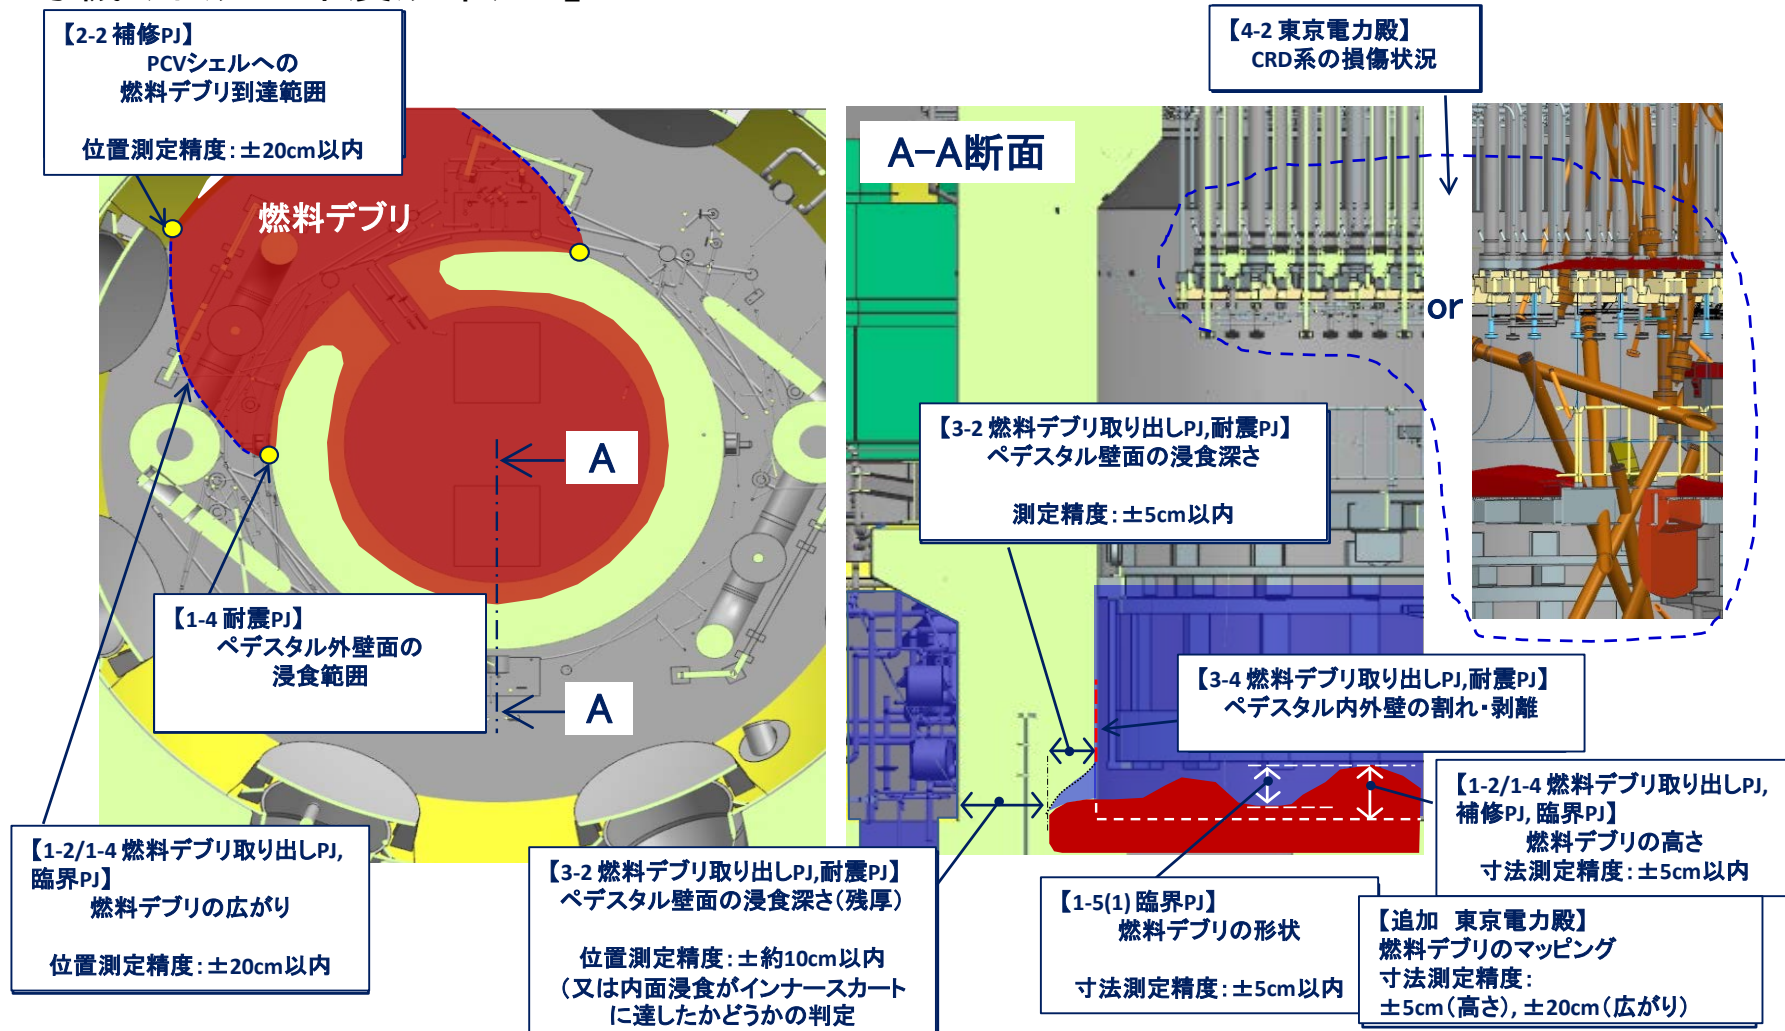 【2-2 補修PJ】
PCVシェルへの
燃料デブリ到達範囲
位置測定精度：±20cm以内
【4-2 東京電力殿】
CRD系の損傷状況
A−A断面
燃料デブリ
or
A
A
【3-2 燃料デブリ取り出しPJ,耐震PJ】
ペデスタル壁面の浸食深さ
測定精度：±5cm以内
【1-4 耐震PJ】
ペデスタル外壁面の
浸食範囲
【3-4 燃料デブリ取り出しPJ,耐震PJ】
ペデスタル内外壁の割れ・剥離
【1-2/1-4 燃料デブリ取り出しPJ,
臨界PJ】
燃料デブリの広がり
位置測定精度：±20cm以内
【3-2 燃料デブリ取り出しPJ,耐震PJ】
ペデスタル壁面の浸食深さ（残厚）
位置測定精度：±約10cm以内
（又は内面浸食がインナースカート
に達したかどうかの判定
【1-5(1) 臨界PJ】
燃料デブリの形状
寸法測定精度：±5cm以内
【1-2/1-4 燃料デブリ取り出しPJ,
補修PJ, 臨界PJ】
燃料デブリの高さ
寸法測定精度：±5cm以内
【追加　東京電力殿】
燃料デブリのマッピング
寸法測定精度：
±5cm（高さ），±20cm（広がり）